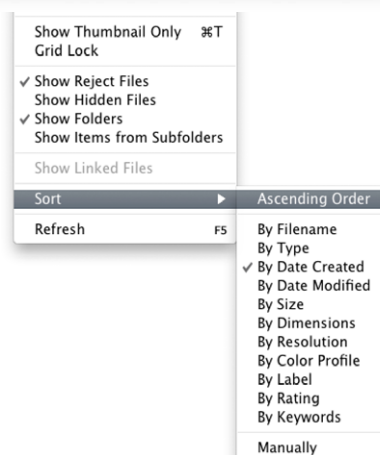 Show Thumbnail Only ⌘T
Grid Lock
✓ Show Reject Files
Show Hidden Files
✓ Show Folders
Show Items from Subfolders
Show Linked Files
Sort ▶
Refresh F5
Ascending Order
By Filename
By Type
✓ By Date Created
By Date Modified
By Size
By Dimensions
By Resolution
By Color Profile
By Label
By Rating
By Keywords
Manually